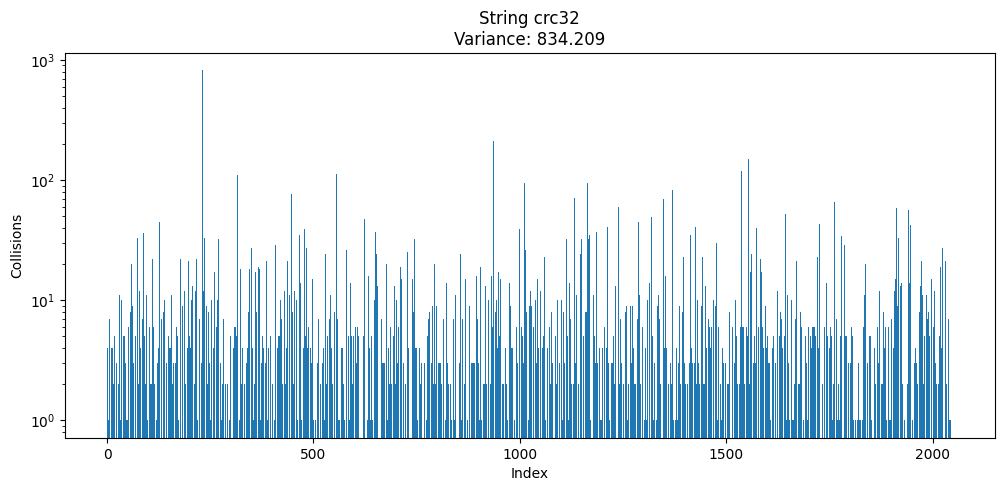 String crc32
Variance: 834.209
10³
10²
10¹
10⁰
Collisions
0 500 1000 1500 2000
Index